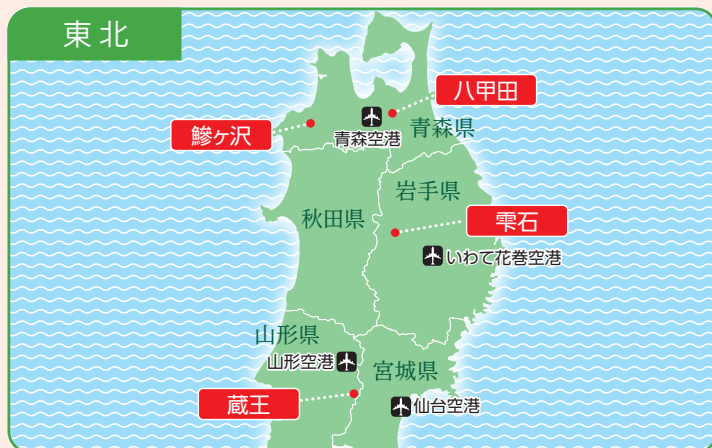 東北
八甲田
鰺ヶ沢
青森県
青森空港
岩手県
秋田県
雫石
いわて花巻空港
山形県
山形空港
宮城県
蔵王
仙台空港